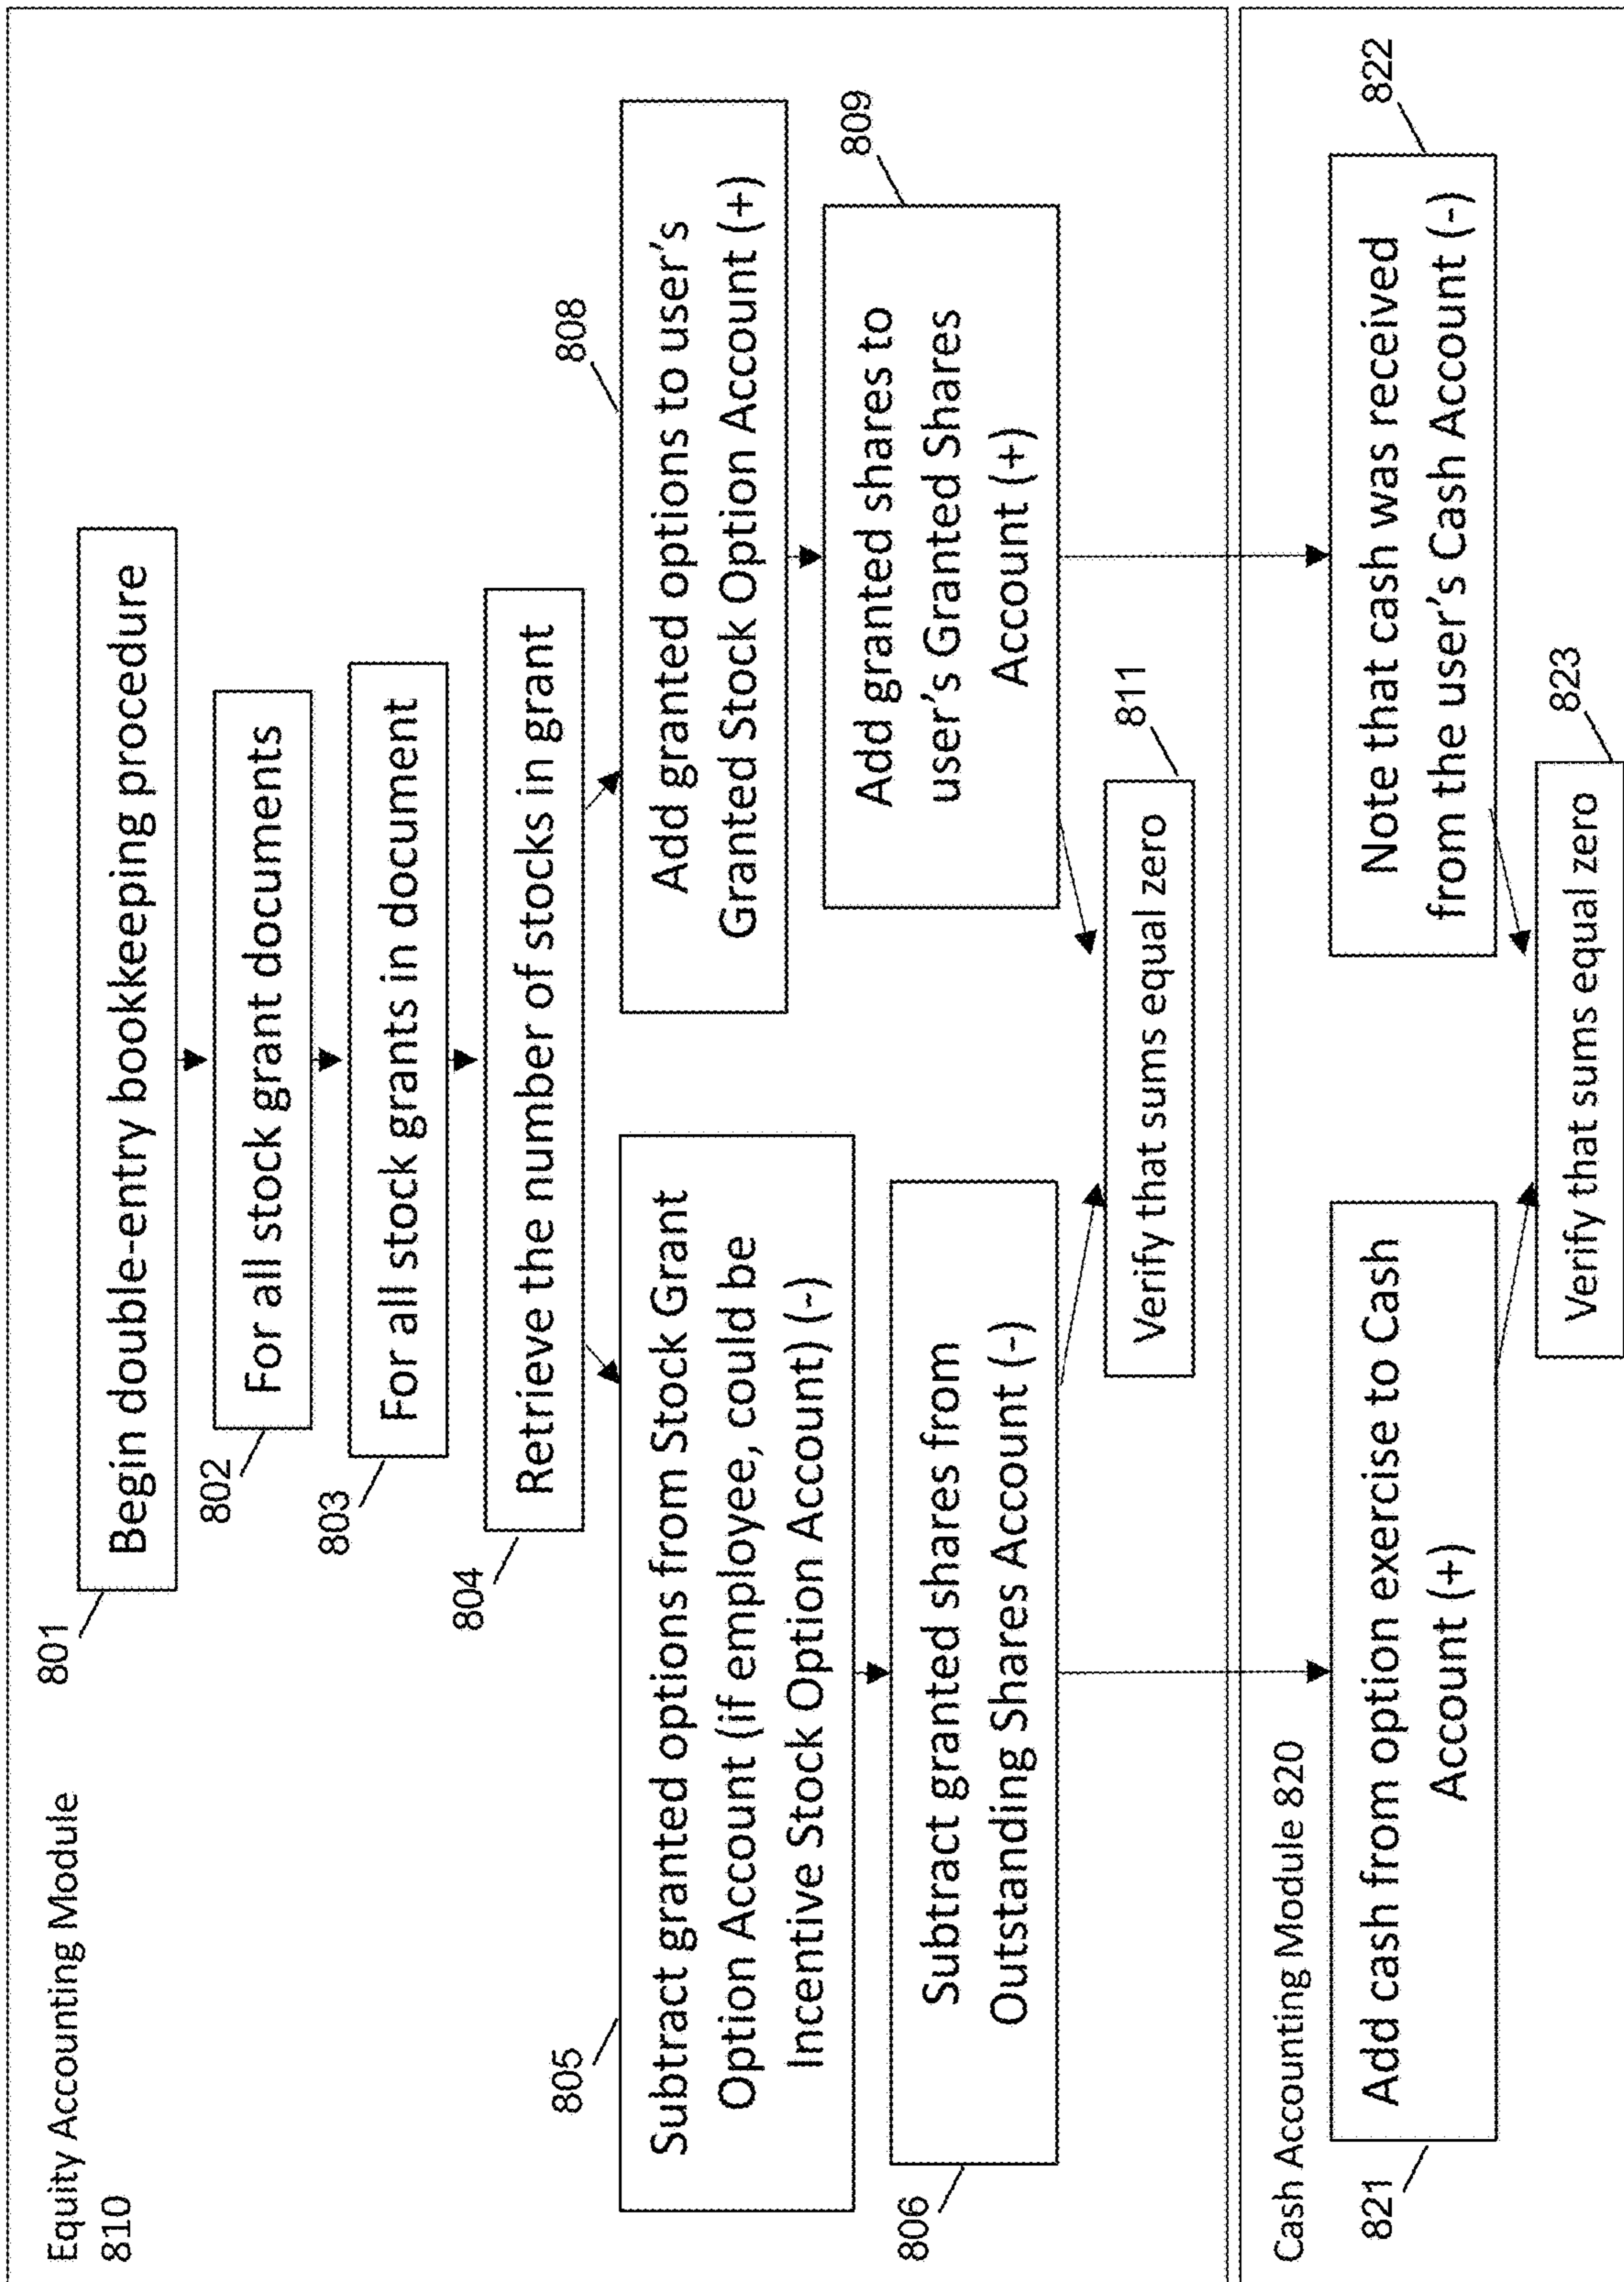 Equity Accounting Module
810
801
Begin double-entry bookkeeping procedure
802
For all stock grant documents
803
For all stock grants in document
804
Retrieve the number of stocks in grant
805
Subtract granted options from Stock Grant
Option Account (if employee, could be
Incentive Stock Option Account) (-)
808
Add granted options to user's
Granted Stock Option Account (+)
806
Subtract granted shares from
Outstanding Shares Account (-)
809
Add granted shares to
user's Granted Shares
Account (+)
811
Verify that sums equal zero
Cash Accounting Module 820
821
Add cash from option exercise to Cash
Account (+)
822
Note that cash was received
from the user's Cash Account (-)
823
Verify that sums equal zero